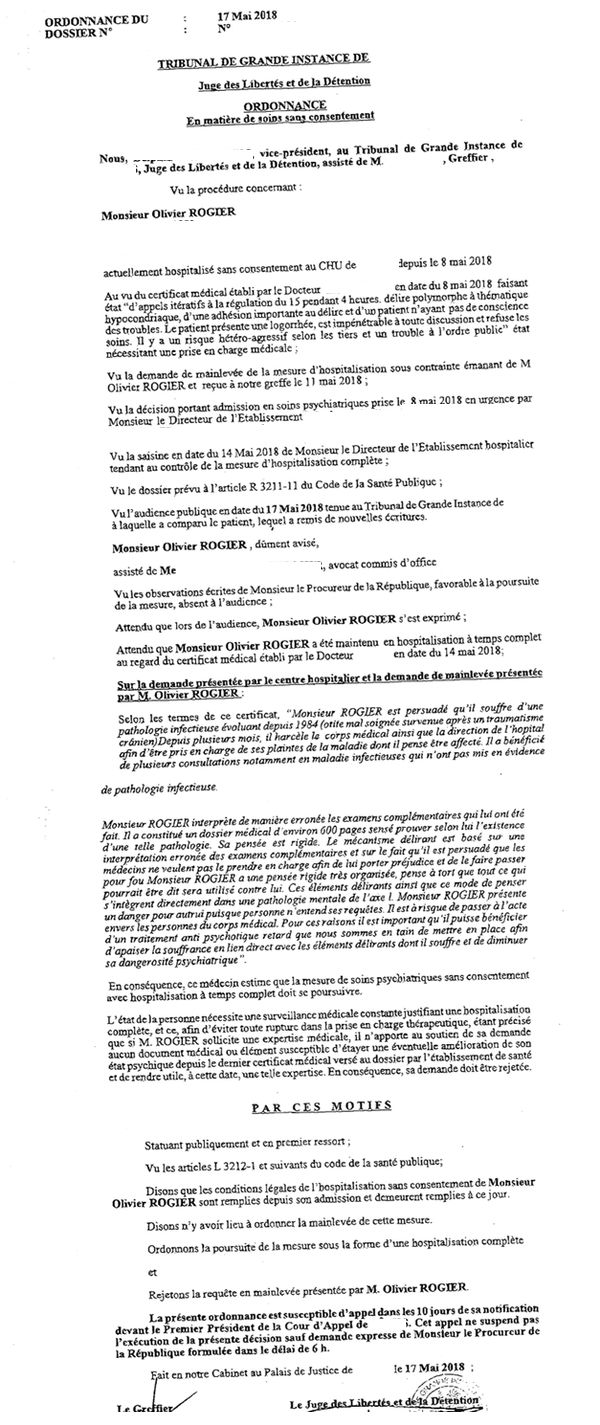 ORDONNANCE DU : 17 Mai 2018
DOSSIER N° : N°
TRIBUNAL DE GRANDE INSTANCE DE
Juge des Libertés et de la Détention
ORDONNANCE
En matière de soins sans consentement
Nous, , vice-président, au Tribunal de Grande Instance de
, Juge des Libertés et de la Détention, assisté de M. , Greffier ,
Vu la procédure concernant :
Monsieur Olivier ROGIER
actuellement hospitalisé sans consentement au CHU de depuis le 8 mai 2018
Au vu du certificat médical établi par le Docteur en date du 8 mai 2018 faisant
état "d'appels itératifs à la régulation du 15 pendant 4 heures. délire polymorphe à thématique
hypocondriaque, d'une adhésion importante au délire et d'un patient n'ayant pas de conscience
des troubles. Le patient présente une logorrhée, est impénétrable à toute discussion et refuse les
soins. Il y a un risque hétéro-agressif selon les tiers et un trouble à l'ordre public" état
nécessitant une prise en charge médicale ;
Vu la demande de mainlevée de la mesure d'hospitalisation sous contrainte émanant de M
Olivier ROGIER et reçue à notre greffe le 11 mai 2018 ;
Vu la décision portant admission en soins psychiatriques prise le 8 mai 2018 en urgence par
Monsieur le Directeur de l'Etablissement
Vu la saisine en date du 14 Mai 2018 de Monsieur le Directeur de l'Etablissement hospitalier
tendant au contrôle de la mesure d'hospitalisation complète ;
Vu le dossier prévu à l'article R 3211-11 du Code de la Santé Publique ;
Vu l'audience publique en date du 17 Mai 2018 tenue au Tribunal de Grande Instance de
à laquelle a comparu le patient, lequel a remis de nouvelles écritures.
Monsieur Olivier ROGIER , dûment avisé,
assisté de Me , avocat commis d'office
Vu les observations écrites de Monsieur le Procureur de la République, favorable à la poursuite
de la mesure, absent à l'audience ;
Attendu que lors de l'audience, Monsieur Olivier ROGIER s'est exprimé ;
Attendu que Monsieur Olivier ROGIER a été maintenu en hospitalisation à temps complet
au regard du certificat médical établi par le Docteur en date du 14 mai 2018;
Sur la demande présentée par le centre hospitalier et la demande de mainlevée présentée
par M. Olivier ROGIER :
Selon les termes de ce certificat, "Monsieur ROGIER est persuadé qu'il souffre d'une
pathologie infectieuse évoluant depuis 1984 (otite mal soignée survenue après un traumatisme
crânien)Depuis plusieurs mois, il harcèle le corps médical ainsi que la direction de l'hopital
afin d'être pris en charge de ses plaintes de la maladie dont il pense être affecté. Il a bénéficié
de plusieurs consultations notamment en maladie infectieuses qui n'ont pas mis en évidence
de pathologie infectieuse.
Monsieur ROGIER interprète de manière erronée les examens complémentaires qui lui ont été
fait. Il a constitué un dossier médical d'environ 600 pages sensé prouver selon lui l'existence
d'une telle pathologie. Sa pensée est rigide. Le mécanisme délirant est basé sur une
interprétation erronée des examens complémentaires et sur le fait qu'il est persuadé que les
médecins ne veulent pas le prendre en charge afin de lui porter préjudice et de le faire passer
pour fou Monsieur ROGIER a une pensée rigide très organisée, pense à tort que tout ce qui
pourrait être dit sera utilisé contre lui. Ces éléments délirants ainsi que ce mode de penser
s'intègrent directement dans une pathologie mentale de l'axe I. Monsieur ROGIER présente
un danger pour autrui puisque personne n'entend ses requêtes. Il est à risque de passer à l'acte
envers les personnes du corps médical. Pour ces raisons il est important qu'il puisse bénéficier
d'un traitement anti psychotique retard que nous sommes en tain de mettre en place afin
d'apaiser la souffrance en lien direct avec les éléments délirants dont il souffre et de diminuer
sa dangerosité psychiatrique".
En conséquence, ce médecin estime que la mesure de soins psychiatriques sans consentement
avec hospitalisation à temps complet doit se poursuivre.
L'état de la personne nécessite une surveillance médicale constante justifiant une hospitalisation
complète, et ce, afin d'éviter toute rupture dans la prise en charge thérapeutique, étant précisé
que si M. ROGIER sollicite une expertise médicale, il n'apporte au soutien de sa demande
aucun document médical ou élément susceptible d'étayer une éventuelle amélioration de son
état psychique depuis le dernier certificat médical versé au dossier par l'établissement de santé
et de rendre utile, à cette date, une telle expertise. En conséquence, sa demande doit être rejetée.
PAR CES MOTIFS
Statuant publiquement et en premier ressort ;
Vu les articles L 3212-1 et suivants du code de la santé publique;
Disons que les conditions légales de l'hospitalisation sans consentement de Monsieur
Olivier ROGIER sont remplies depuis son admission et demeurent remplies à ce jour.
Disons n'y avoir lieu à ordonner la mainlevée de cette mesure.
Ordonnons la poursuite de la mesure sous la forme d'une hospitalisation complète
et
Rejetons la requête en mainlevée présentée par M. Olivier ROGIER.
La présente ordonnance est susceptible d'appel dans les 10 jours de sa notification
devant le Premier Président de la Cour d'Appel de . Cet appel ne suspend pas
l'exécution de la présente décision sauf demande expresse de Monsieur le Procureur de
la République formulée dans le délai de 6 h.
Fait en notre Cabinet au Palais de Justice de le 17 Mai 2018 ;
Le Greffier Le Juge des Libertés et de la Détention